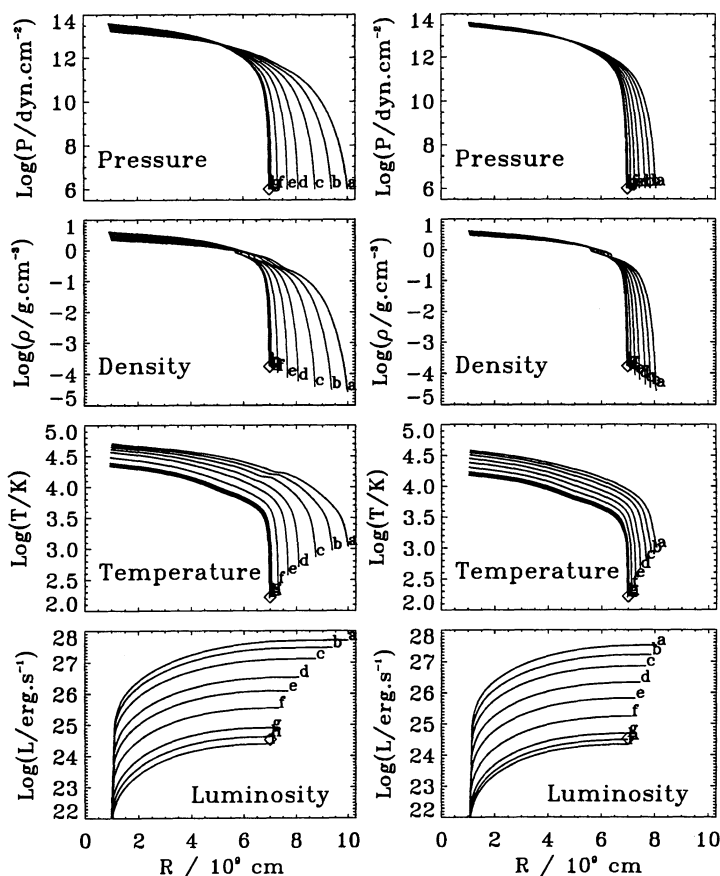 Log(P/dyn.cm⁻²)
14
12
10
8
6
Pressure
f e d c b a
Log(P/dyn.cm⁻²)
14
12
10
8
6
Pressure
a
Log(ρ/g.cm⁻³)
1
0
−1
−2
−3
−4
−5
Density
f e d c b a
Log(ρ/g.cm⁻³)
1
0
−1
−2
−3
−4
−5
Density
b a
Log(T/K)
5.0
4.5
4.0
3.5
3.0
2.5
2.0
Temperature
f e d c b a
Log(T/K)
5.0
4.5
4.0
3.5
3.0
2.5
2.0
Temperature
f e d c b a
Log(L/erg.s⁻¹)
28
27
26
25
24
23
22
a
b
c
d
e
f
g
Luminosity
0 2 4 6 8 10
R / 10⁹ cm
Log(L/erg.s⁻¹)
28
27
26
25
24
23
22
a
b
c
d
e
f
g
Luminosity
0 2 4 6 8 10
R / 10⁹ cm